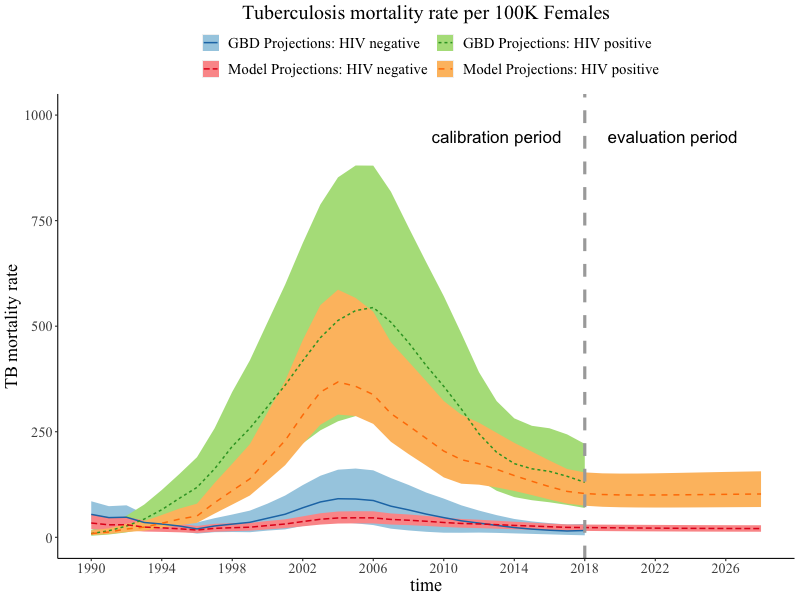 Tuberculosis mortality rate per 100K Females
GBD Projections: HIV negative GBD Projections: HIV positive
Model Projections: HIV negative Model Projections: HIV positive
1000
calibration period evaluation period
750
TB mortality rate
500
250
0
1990 1994 1998 2002 2006 2010 2014 2018 2022 2026
time